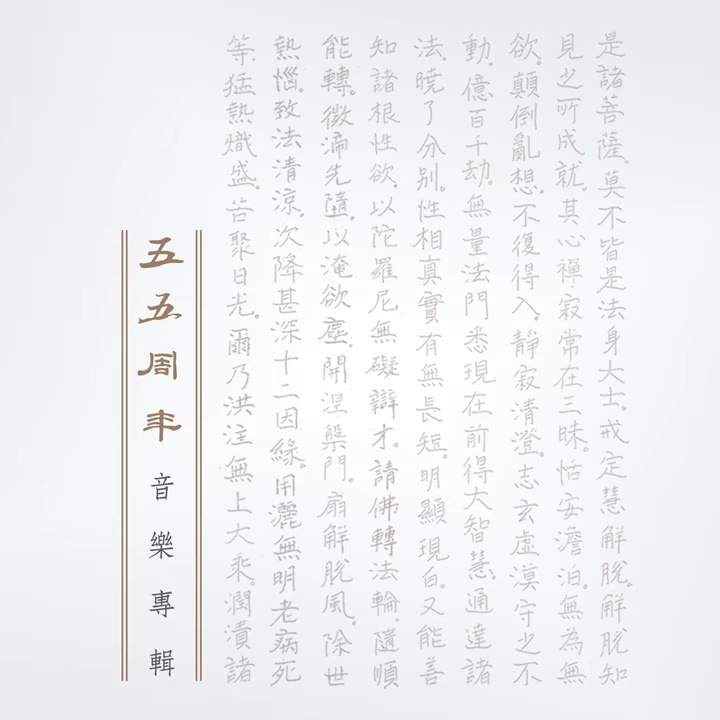 是諸菩薩。莫不皆是法身大士。戒定慧解脫。解脫知
見之所成就。其心禪寂常在三昧。恬安澹泊。無為無
欲。顛倒亂想。不復得入。靜寂清澄。志玄虛漠守之不
動。億百千劫。無量法門悉現在前得大智慧。通達諸
法。曉了分別。性相真實有無長短。明顯現白。又能善
知諸根性欲。以陀羅尼無礙辯才。請佛轉法輪。隨順
能轉。微渧先墮。以淹欲塵。開涅槃門。扇解脫風。除世
熱惱。致法清涼。次降甚深十二因緣。用灑無明老病死
等。猛熱熾盛。苦聚日光。爾乃洪注無上大乘。潤漬諸
五五周年音樂專輯